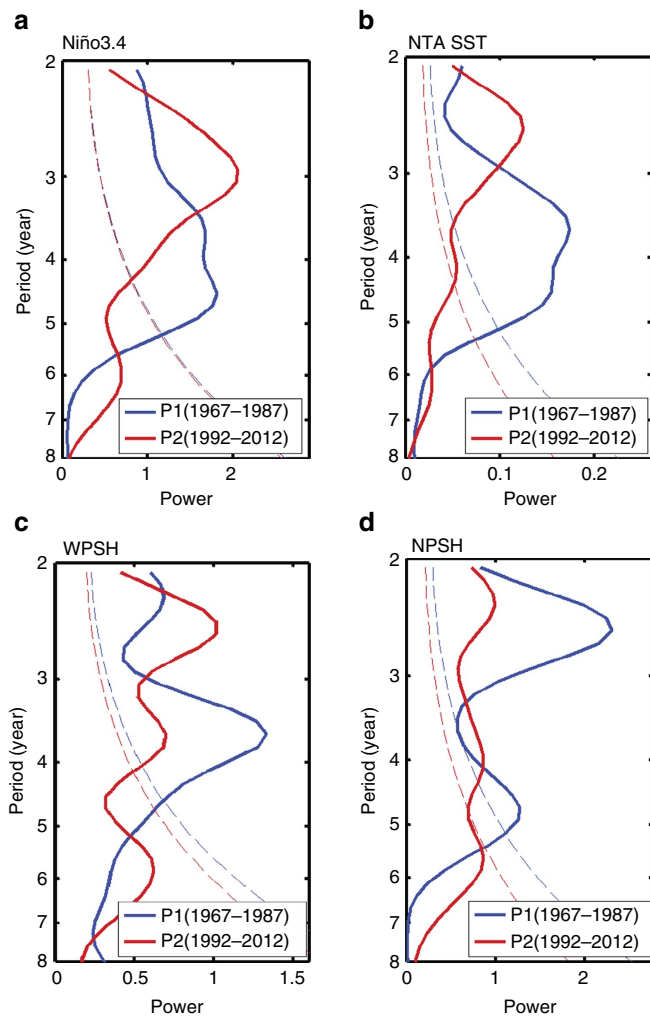 a
Niño3.4
2
3
4
5
6
7
8
Period (year)
P1(1967–1987)
P2(1992–2012)
0
1
2
Power
b
NTA SST
2
3
4
5
6
7
8
Period (year)
P1(1967–1987)
P2(1992–2012)
0
0.1
0.2
Power
c
WPSH
2
3
4
5
6
7
8
Period (year)
P1(1967–1987)
P2(1992–2012)
0
0.5
1
1.5
Power
d
NPSH
2
3
4
5
6
7
8
Period (year)
P1(1967–1987)
P2(1992–2012)
0
1
2
Power